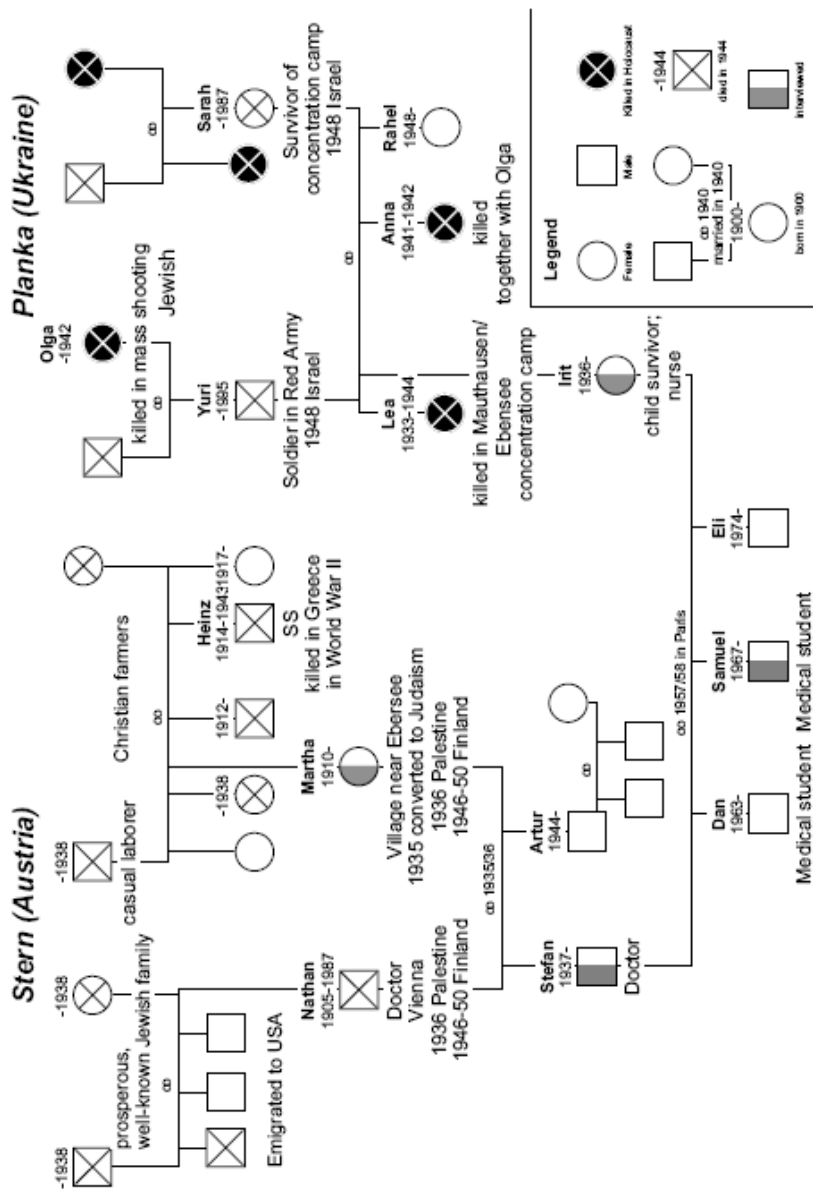 Stern (Austria)
Planka (Ukraine)
-1938
-1938
prosperous,
well-known Jewish family
ꝏ
Emigrated to USA
Nathan
1905-1987
Doctor
Vienna
1936 Palestine
1946-50 Finland
-1938
casual laborer
Christian farmers
ꝏ
-1938
1912-
Heinz
1914-1943
1917-
SS
killed in Greece
in World War II
Martha
1910-
Village near Ebersee
1935 converted to Judaism
1936 Palestine
1946-50 Finland
ꝏ 1935/36
Stefan
1937-
Doctor
Artur
1944-
ꝏ
Olga
-1942
killed in mass shooting
Jewish
ꝏ
Yuri
-1995
Soldier in Red Army
1948 Israel
ꝏ
Sarah
-1987
Survivor of
concentration camp
1948 Israel
ꝏ
Lea
1933-1944
killed in Mauthausen/
Ebensee
concentration camp
Anna
1941-1942
killed
together with Olga
Rahel
1948-
Irit
1936-
child survivor;
nurse
ꝏ 1957/58 in Paris
Dan
1963-
Medical student
Samuel
1967-
Medical student
Eli
1974-
Legend
Female
Male
Killed in Holocaust
ꝏ 1940
married in 1940
1900-
born in 1900
-1944
died in 1944
interviewed